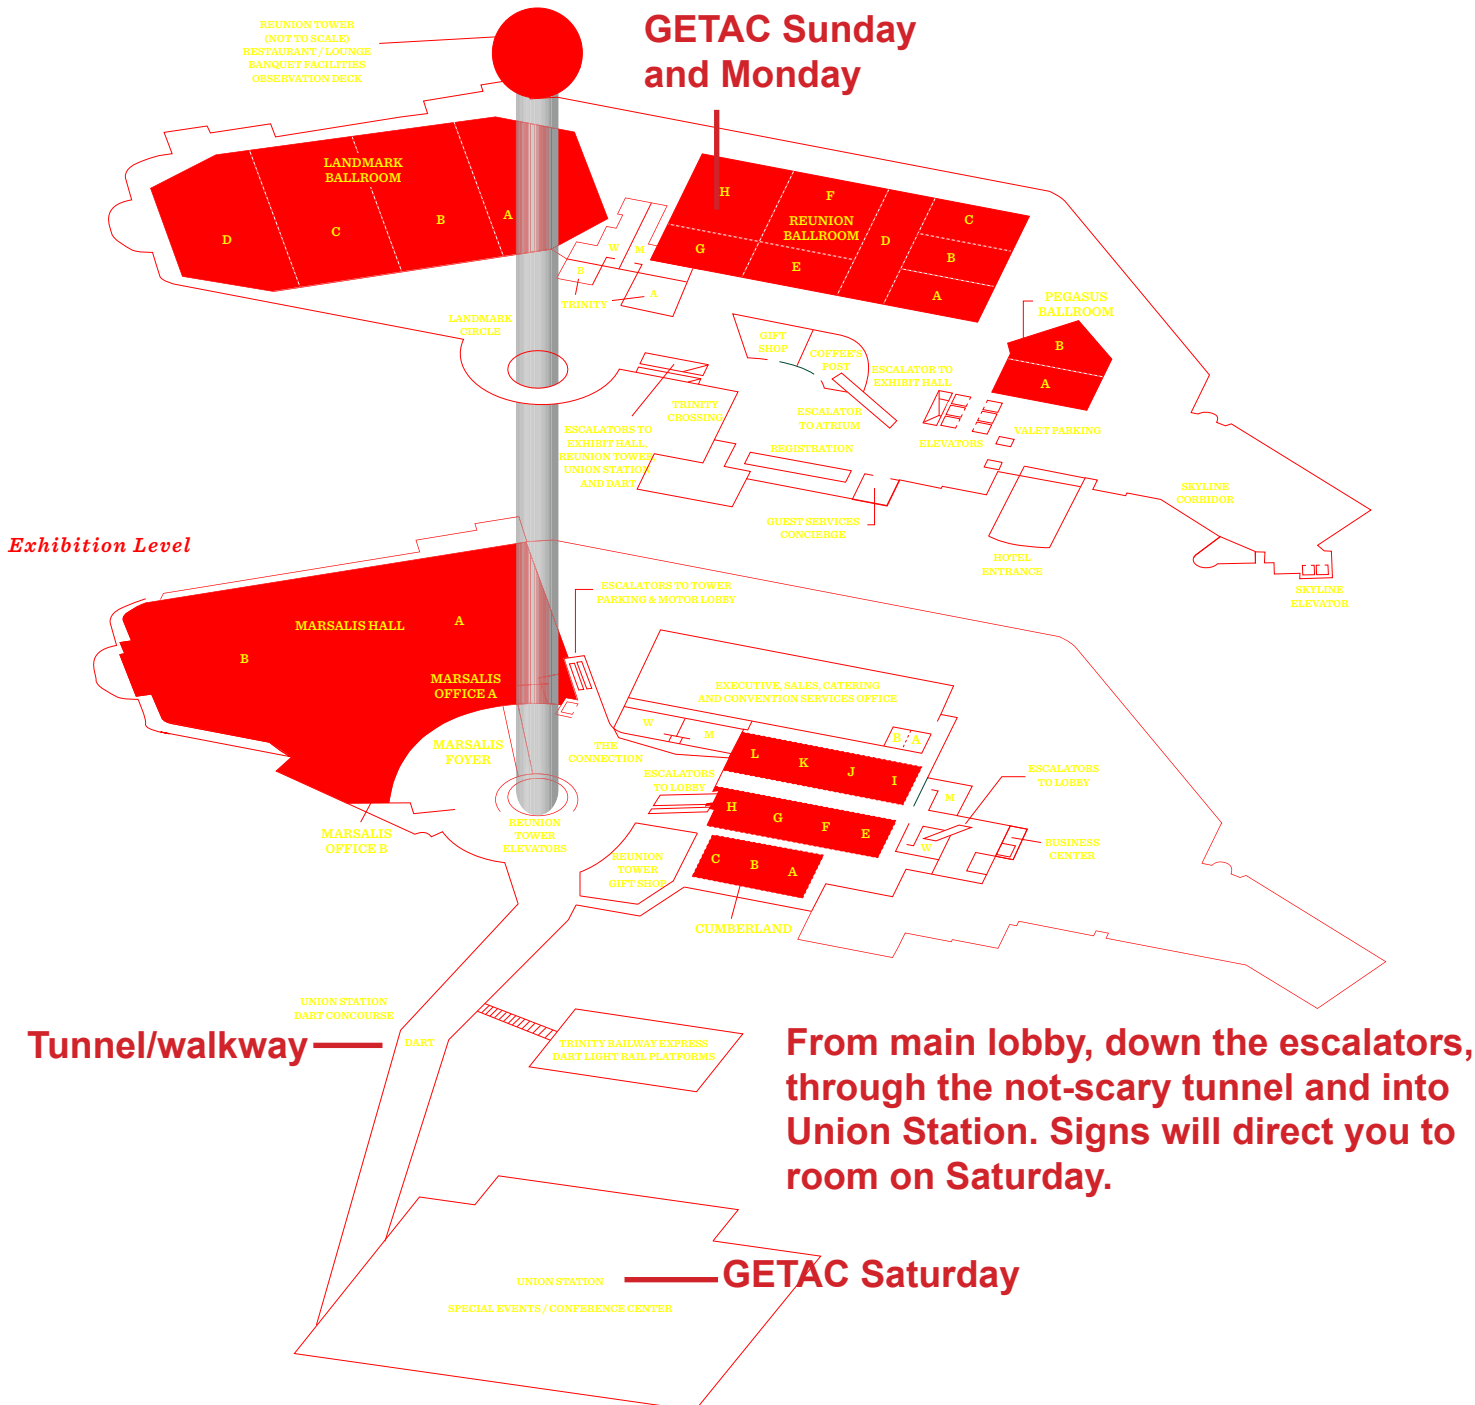 REUNION TOWER
(NOT TO SCALE)
RESTAURANT / LOUNGE
BANQUET FACILITIES
OBSERVATION DECK
GETAC Sunday
and Monday
LANDMARK
BALLROOM
D
C
B
A
H
F
REUNION
BALLROOM
G
E
D
C
B
A
W
M
B
A
TRINITY
PEGASUS
BALLROOM
B
A
LANDMARK
CIRCLE
GIFT
SHOP
COFFEE'S
POST
ESCALATOR TO
EXHIBIT HALL
TRINITY
CROSSING
ESCALATOR
TO ATRIUM
ELEVATORS
VALET PARKING
ESCALATORS TO
EXHIBIT HALL,
REUNION TOWER
UNION STATION
AND DART
REGISTRATION
SKYLINE
CORRIDOR
GUEST SERVICES
CONCIERGE
HOTEL
ENTRANCE
SKYLINE
ELEVATOR
Exhibition Level
ESCALATORS TO TOWER
PARKING & MOTOR LOBBY
MARSALIS HALL
A
B
MARSALIS
OFFICE A
EXECUTIVE, SALES, CATERING
AND CONVENTION SERVICES OFFICE
W
M
B
A
MARSALIS
FOYER
THE
CONNECTION
L
K
J
I
ESCALATORS
TO LOBBY
ESCALATORS
TO LOBBY
M
H
G
F
E
W
MARSALIS
OFFICE B
REUNION
TOWER
ELEVATORS
BUSINESS
CENTER
REUNION
TOWER
GIFT SHOP
C
B
A
CUMBERLAND
UNION STATION
DART CONCOURSE
Tunnel/walkway
DART
TRINITY RAILWAY EXPRESS
DART LIGHT RAIL PLATFORMS
From main lobby, down the escalators,
through the not-scary tunnel and into
Union Station. Signs will direct you to
room on Saturday.
UNION STATION
GETAC Saturday
SPECIAL EVENTS / CONFERENCE CENTER